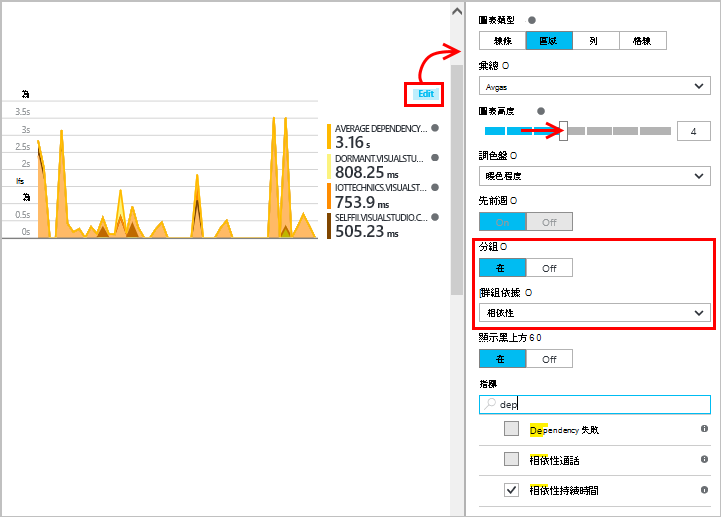 為
3.5s
3s
2.5s
2s
lfs
為
0.5s
0s
Edit
AVERAGE DEPENDENCY...
3.16 s
DORMANT.VISUALSTU...
808.25 ms
IOTTECHNICS.VISUALST...
753.9 ms
SELFFII.VISUALSTUDIO.C...
505.23 ms
圖表類型
線條
區域
列
格線
彙總 O
Avgas
圖表高度
4
調色盤 O
暖色程度
先前週 O
On
Off
分組 O
在
Off
群組依據 O
相依性
顯示黑上方 6 0
在
Off
指標
dep
Dependency 失敗
相依性通話
相依性持續時間